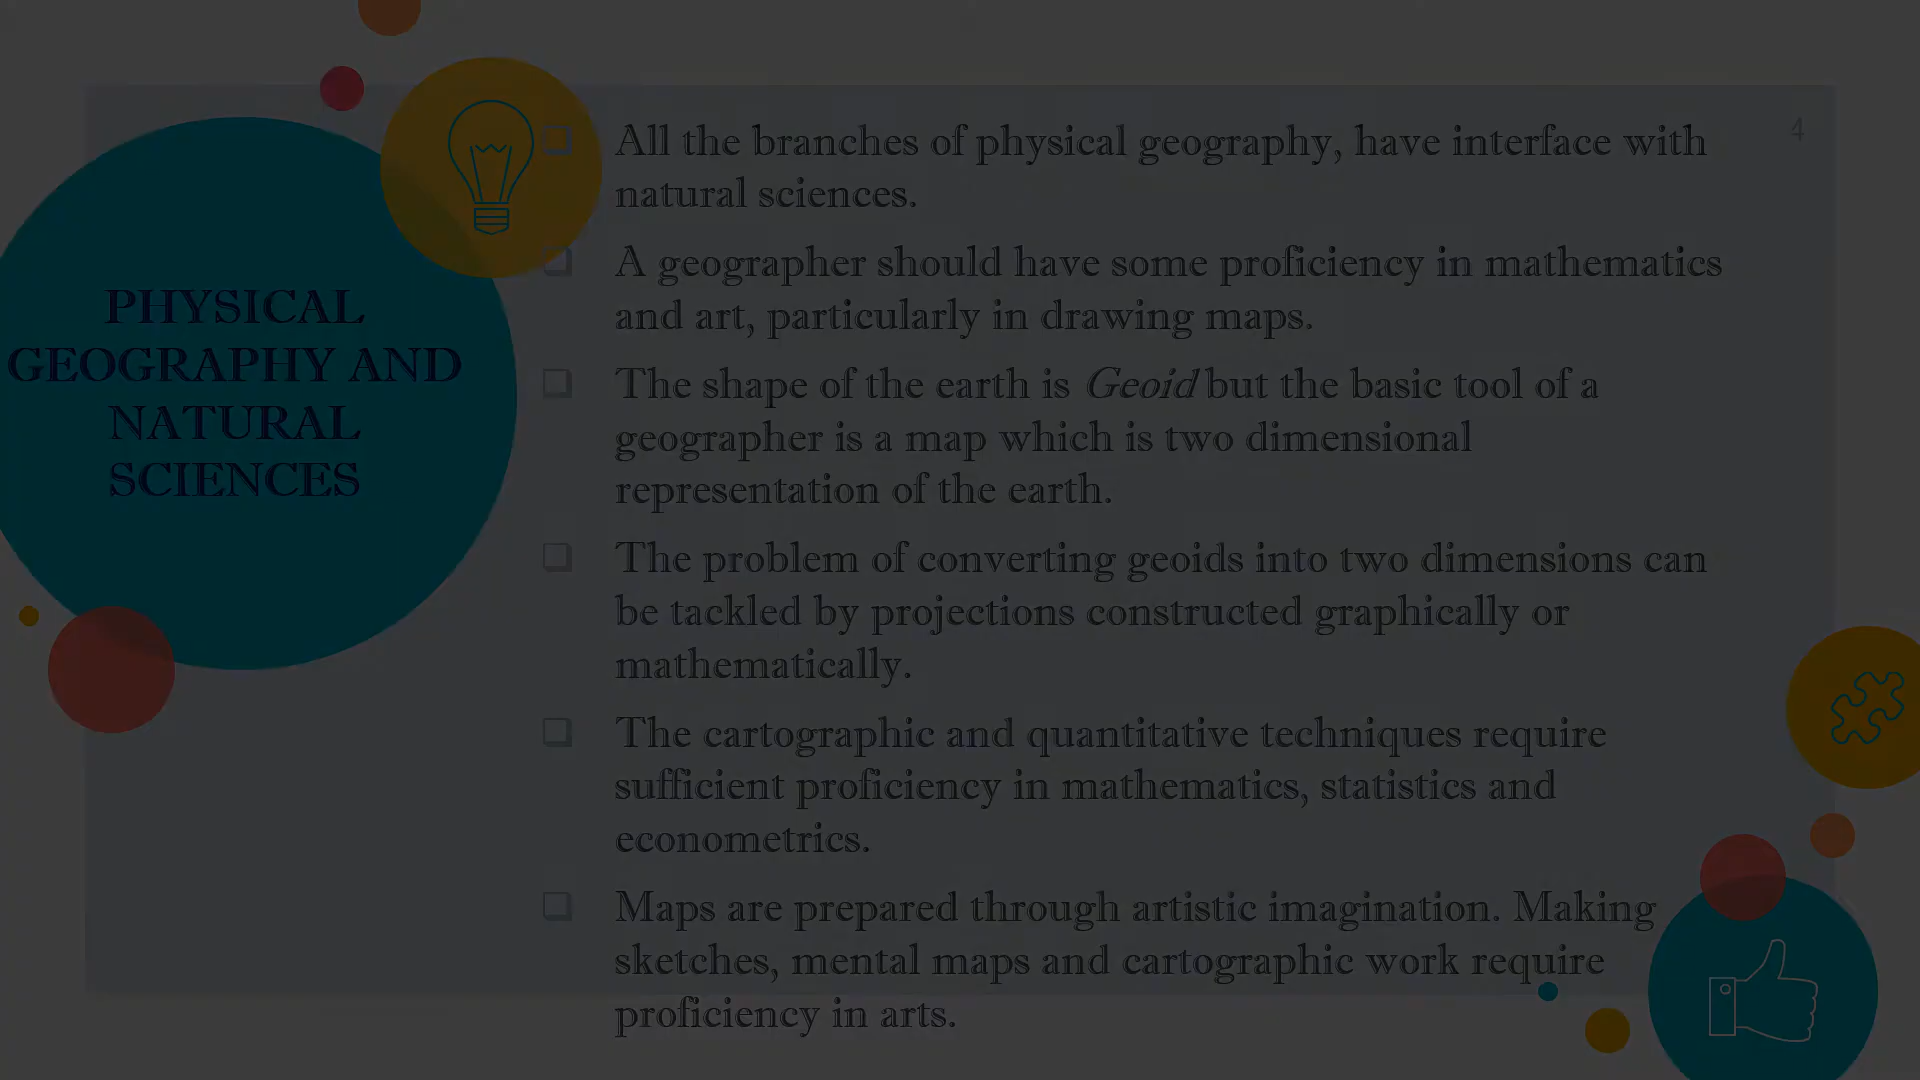 PHYSICAL
GEOGRAPHY AND
NATURAL
SCIENCES
4
All the branches of physical geography, have interface with
natural sciences.
A geographer should have some proficiency in mathematics
and art, particularly in drawing maps.
The shape of the earth is Geoid but the basic tool of a
geographer is a map which is two dimensional
representation of the earth.
The problem of converting geoids into two dimensions can
be tackled by projections constructed graphically or
mathematically.
The cartographic and quantitative techniques require
sufficient proficiency in mathematics, statistics and
econometrics.
Maps are prepared through artistic imagination. Making
sketches, mental maps and cartographic work require
proficiency in arts.